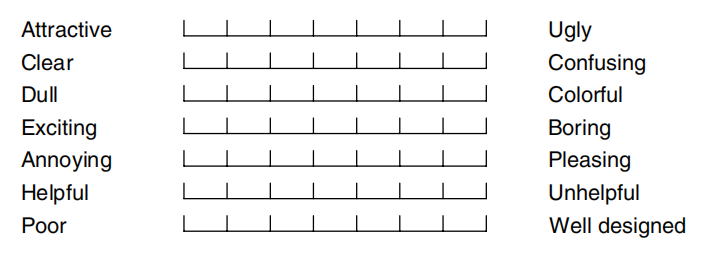 Attractive Ugly
Clear Confusing
Dull Colorful
Exciting Boring
Annoying Pleasing
Helpful Unhelpful
Poor Well designed